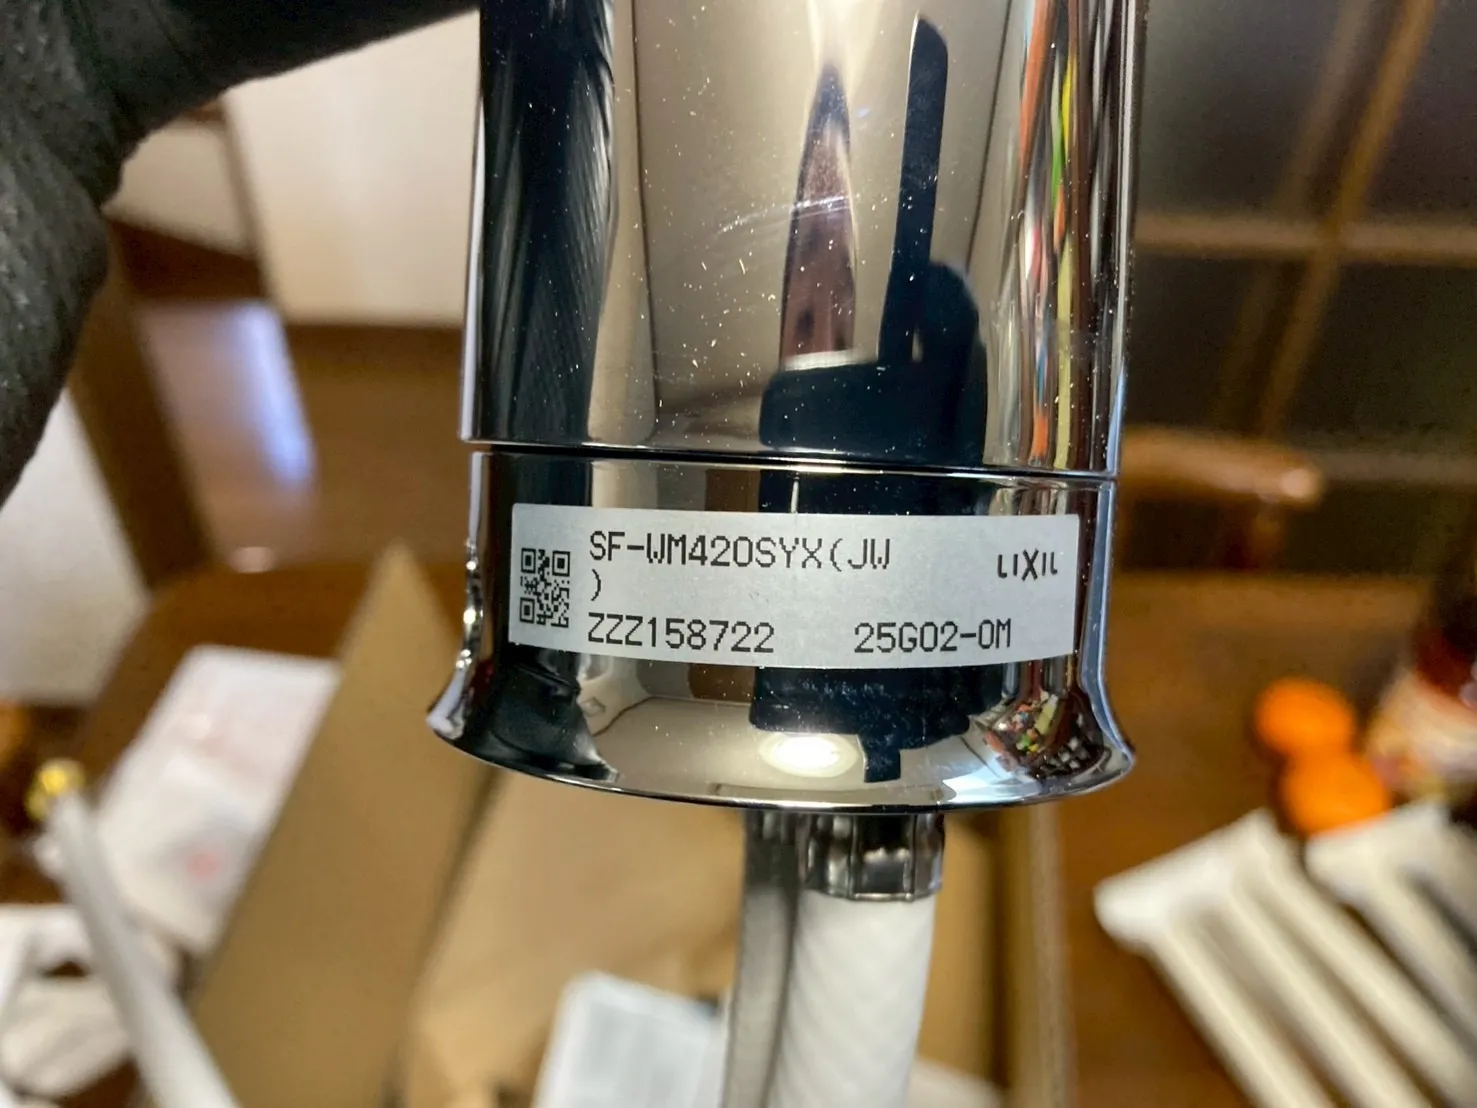 SF-WM420SYX(JW
)
LIXIL
ZZZ158722 25G02-0M